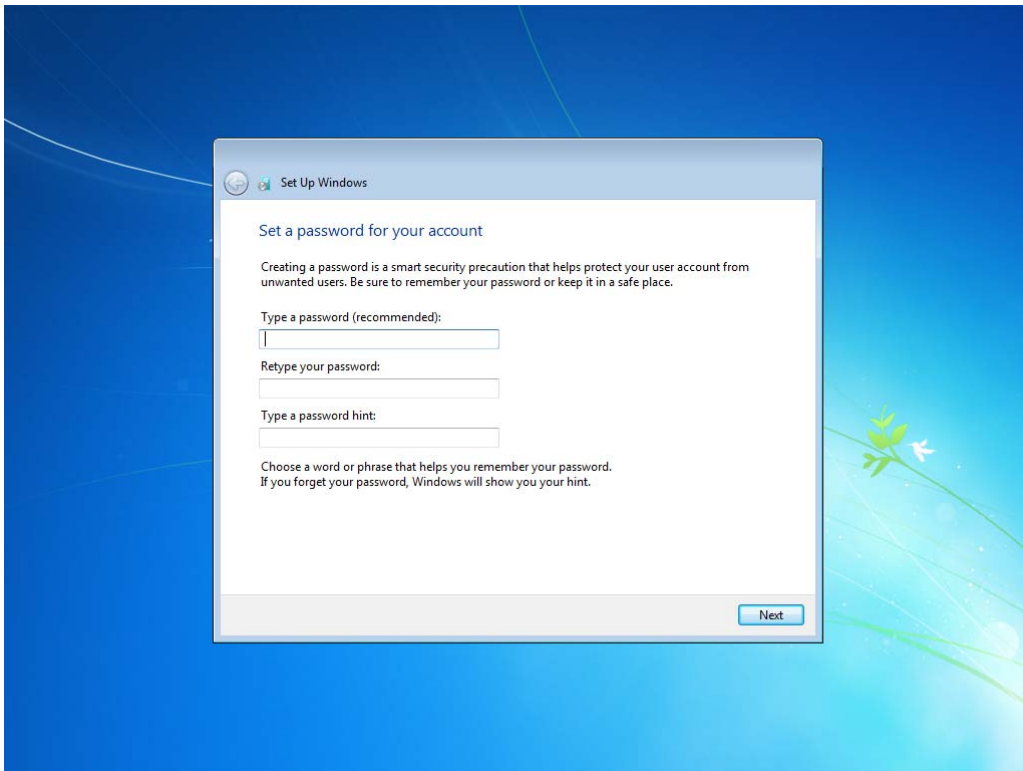 Set Up Windows
Set a password for your account
Creating a password is a smart security precaution that helps protect your user account from
unwanted users. Be sure to remember your password or keep it in a safe place.
Type a password (recommended):
Retype your password:
Type a password hint:
Choose a word or phrase that helps you remember your password.
If you forget your password, Windows will show you your hint.
Next